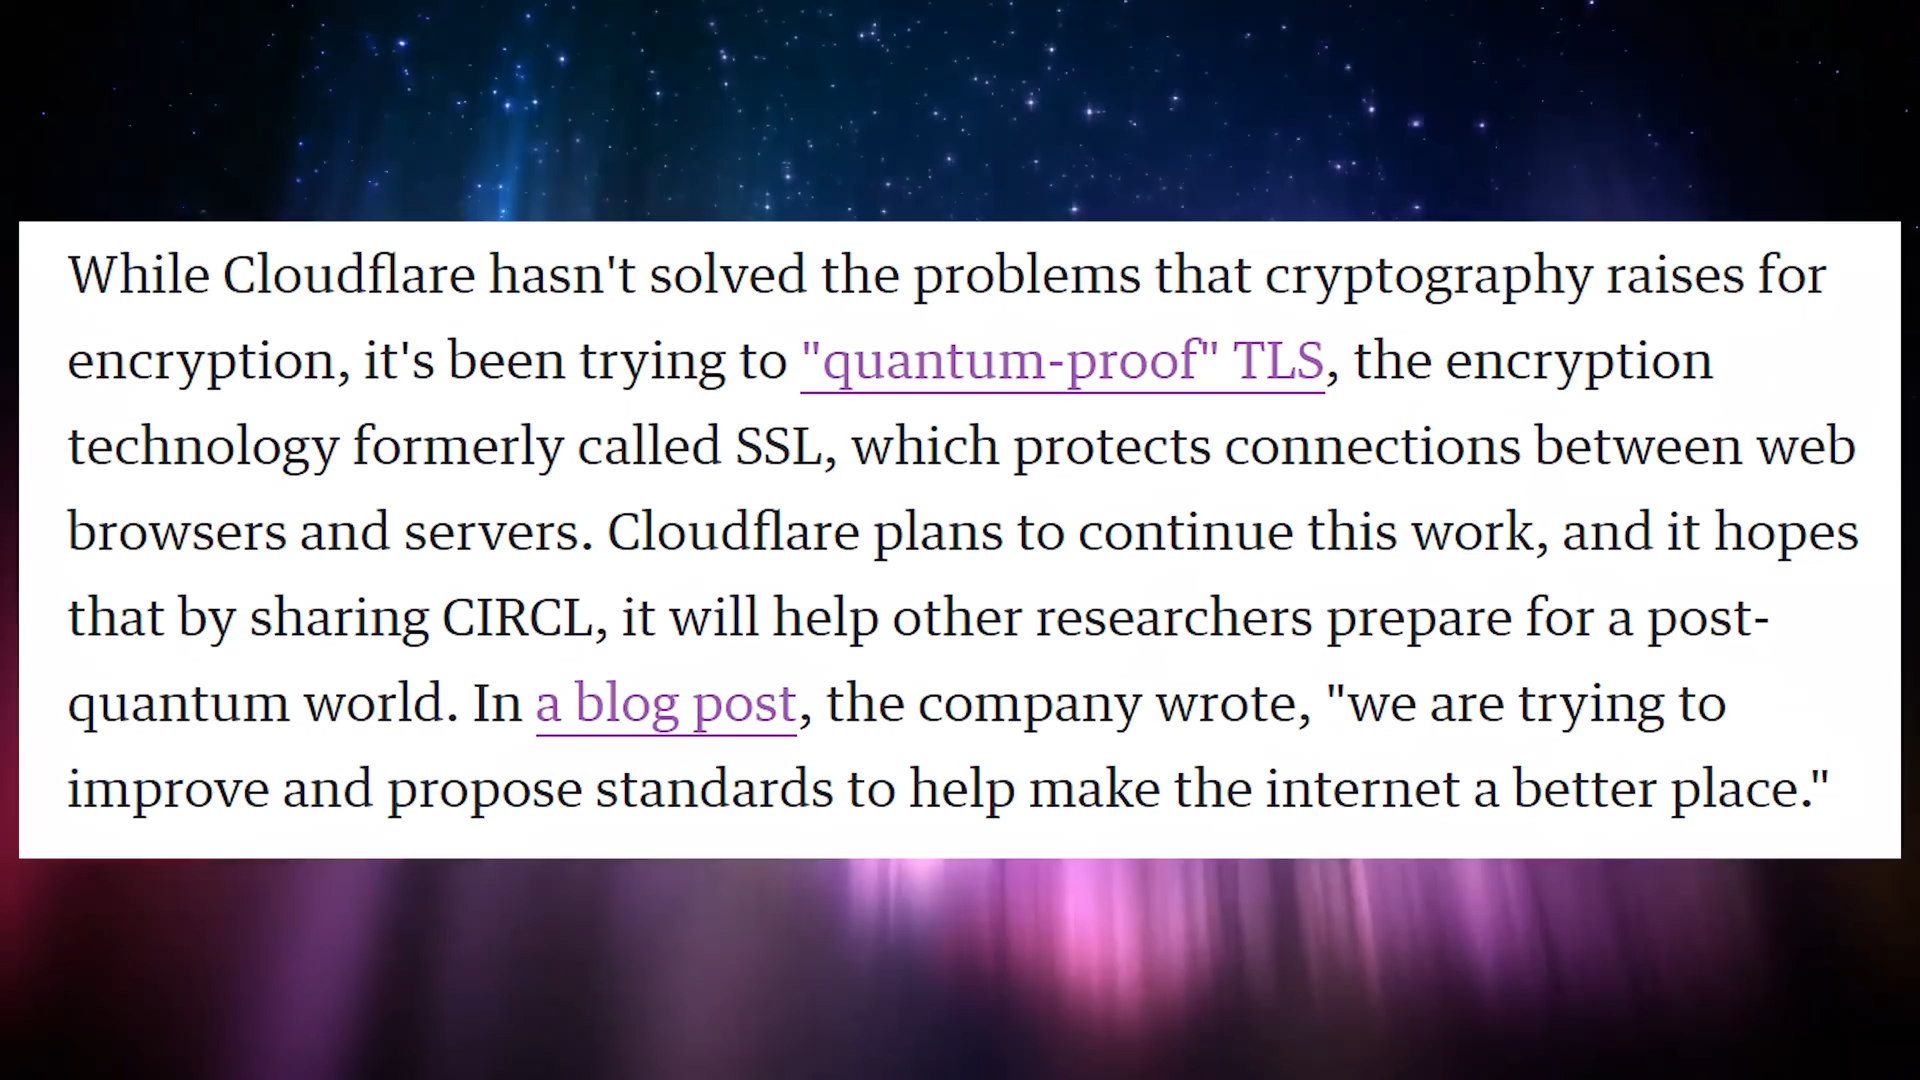 While Cloudflare hasn't solved the problems that cryptography raises for
encryption, it's been trying to "quantum-proof" TLS, the encryption
technology formerly called SSL, which protects connections between web
browsers and servers. Cloudflare plans to continue this work, and it hopes
that by sharing CIRCL, it will help other researchers prepare for a post-
quantum world. In a blog post, the company wrote, "we are trying to
improve and propose standards to help make the internet a better place."